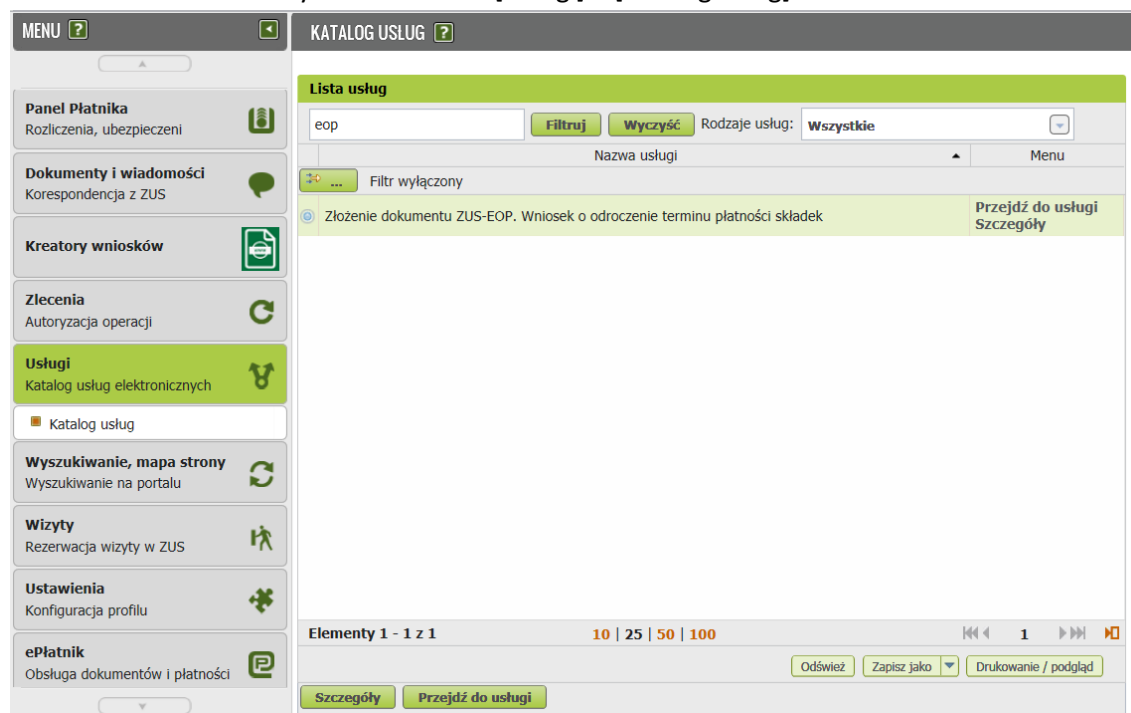 MENU ?
KATALOG USŁUG ?
Panel Płatnika
Rozliczenia, ubezpieczeni
Dokumenty i wiadomości
Korespondencja z ZUS
Kreatory wniosków
Zlecenia
Autoryzacja operacji
Usługi
Katalog usług elektronicznych
Katalog usług
Wyszukiwanie, mapa strony
Wyszukiwanie na portalu
Wizyty
Rezerwacja wizyty w ZUS
Ustawienia
Konfiguracja profilu
ePłatnik
Obsługa dokumentów i płatności
Lista usług
eop Filtruj Wyczyść Rodzaje usług: Wszystkie
Nazwa usługi Menu
... Filtr wyłączony
Złożenie dokumentu ZUS-EOP. Wniosek o odroczenie terminu płatności składek Przejdź do usługi
Szczegóły
Elementy 1 - 1 z 1 10 | 25 | 50 | 100 1
Odśwież Zapisz jako Drukowanie / podgląd
Szczegóły Przejdź do usługi